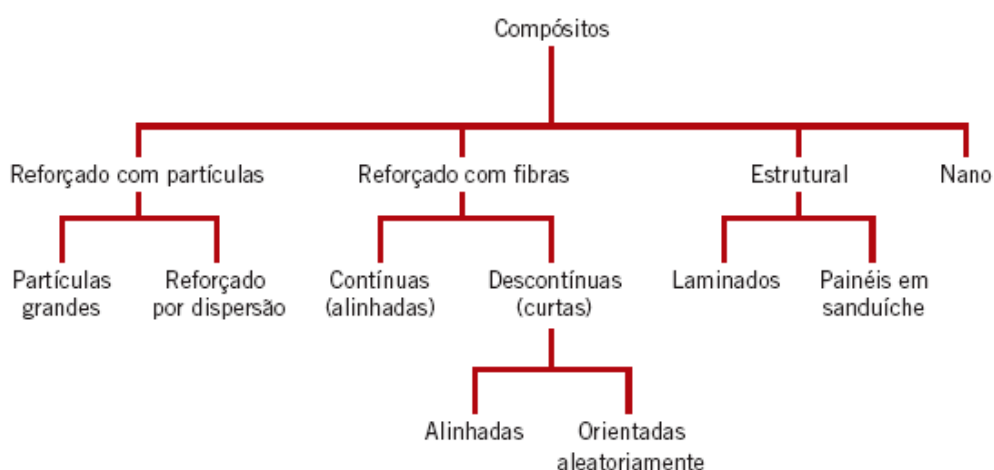 Compósitos
Reforçado com partículas
Reforçado com fibras
Estrutural
Nano
Partículas
grandes
Reforçado
por dispersão
Contínuas
(alinhadas)
Descontínuas
(curtas)
Laminados
Painéis em
sanduíche
Alinhadas
Orientadas
aleatoriamente